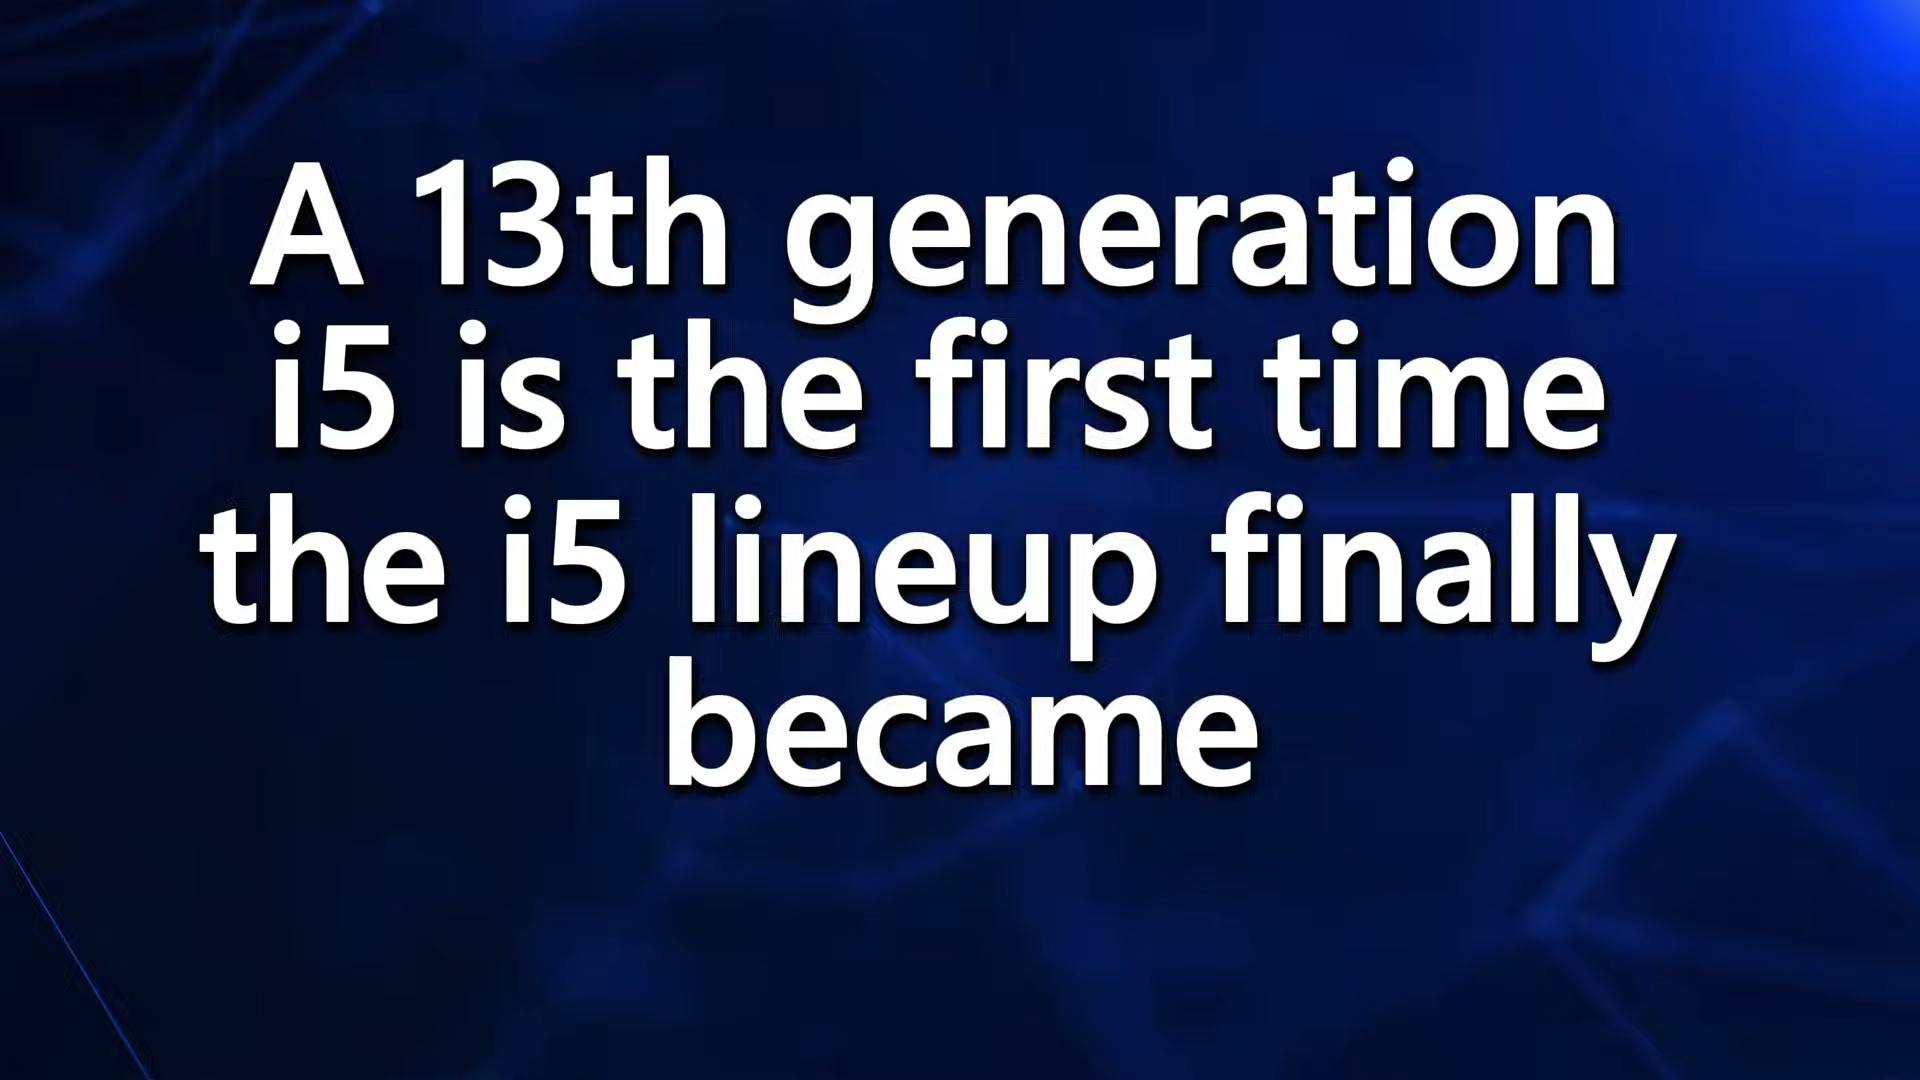 A 13th generation
i5 is the first time
the i5 lineup finally
became